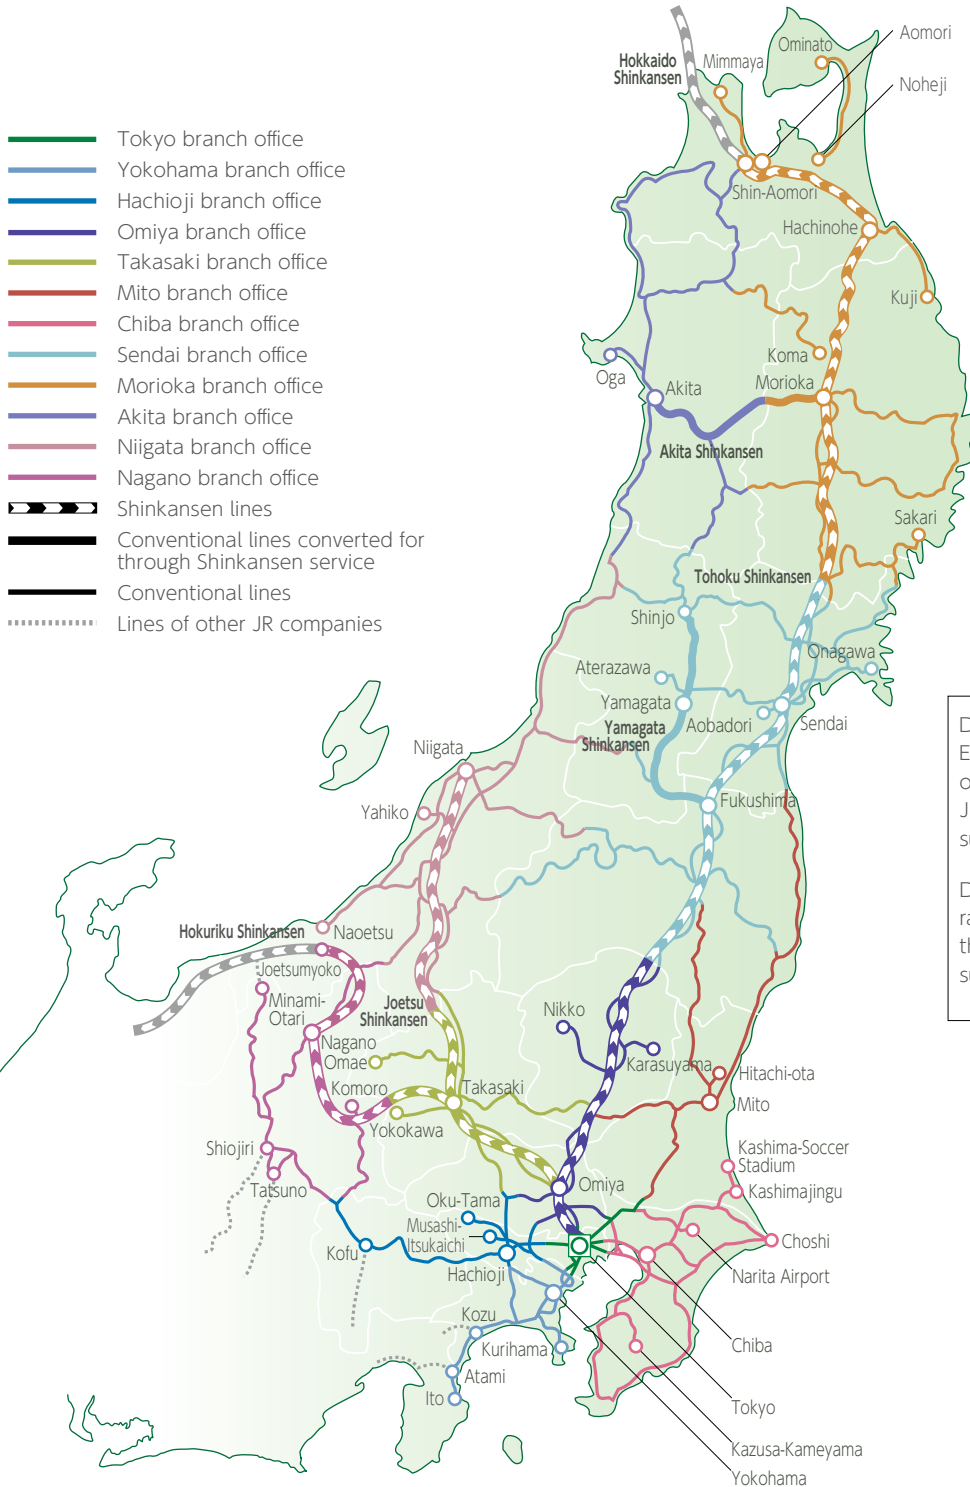 Aomori
Ominato
Hokkaido
Shinkansen
Mimmaya
Noheji
Tokyo branch office
Yokohama branch office
Hachioji branch office
Omiya branch office
Takasaki branch office
Mito branch office
Chiba branch office
Sendai branch office
Morioka branch office
Akita branch office
Niigata branch office
Nagano branch office
Shinkansen lines
Conventional lines converted for
through Shinkansen service
Conventional lines
Lines of other JR companies
Shin-Aomori
Hachinohe
Kuji
Koma
Oga
Akita
Morioka
Akita Shinkansen
Sakari
Tohoku Shinkansen
Shinjo
Onagawa
Aterazawa
Yamagata
Aobadori
Sendai
Yamagata
Shinkansen
Niigata
Fukushima
Yahiko
Hokuriku Shinkansen
Naoetsu
Joetsumyoko
Minami-
Otari
Joetsu
Shinkansen
Nikko
Nagano
Omae
Karasuyama
Hitachi-ota
Komoro
Takasaki
Mito
Yokokawa
Shiojiri
Kashima-Soccer
Stadium
Tatsuno
Omiya
Kashimajingu
Oku-Tama
Musashi-
Itsukaichi
Kofu
Choshi
Hachioji
Narita Airport
Kozu
Kurihama
Chiba
Atami
Ito
Tokyo
Kazusa-Kameyama
Yokohama